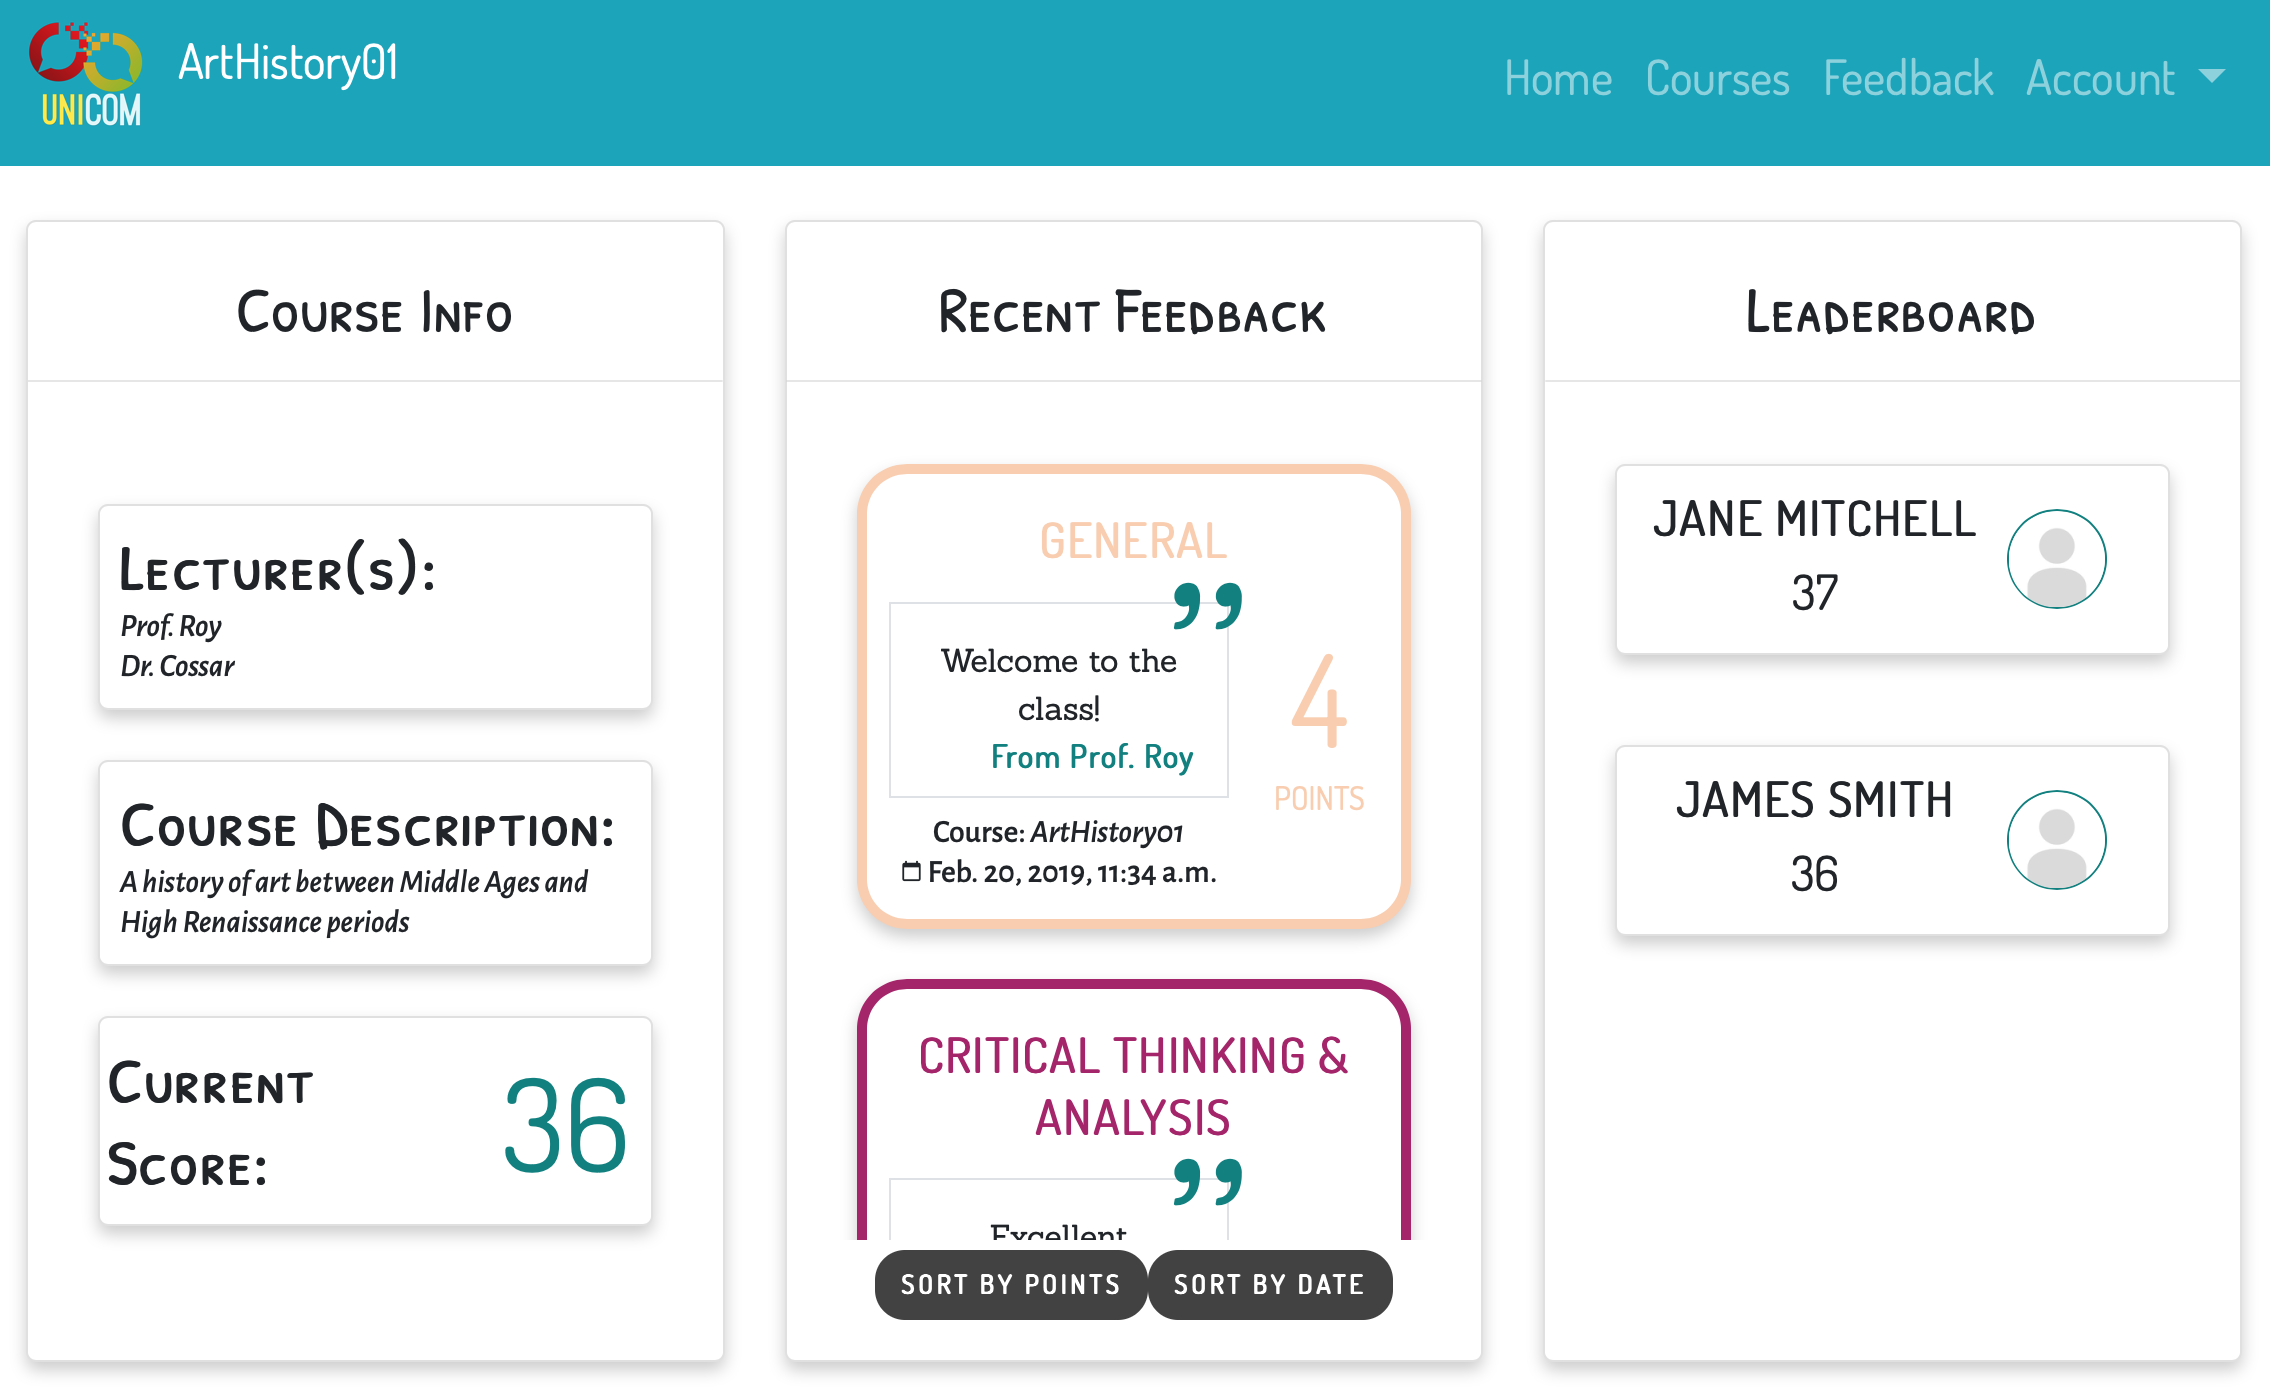 UNICOM
ArtHistory01
Home Courses Feedback Account
Course Info
Lecturer(s):
Prof. Roy
Dr. Cossar
Course Description:
A history of art between Middle Ages and
High Renaissance periods
Current
Score:
36
Recent Feedback
GENERAL
”
Welcome to the
class!
From Prof. Roy
4
POINTS
Course: ArtHistory01
Feb. 20, 2019, 11:34 a.m.
CRITICAL THINKING &
ANALYSIS
”
Excellent
SORT BY POINTS
SORT BY DATE
Leaderboard
JANE MITCHELL
37
JAMES SMITH
36